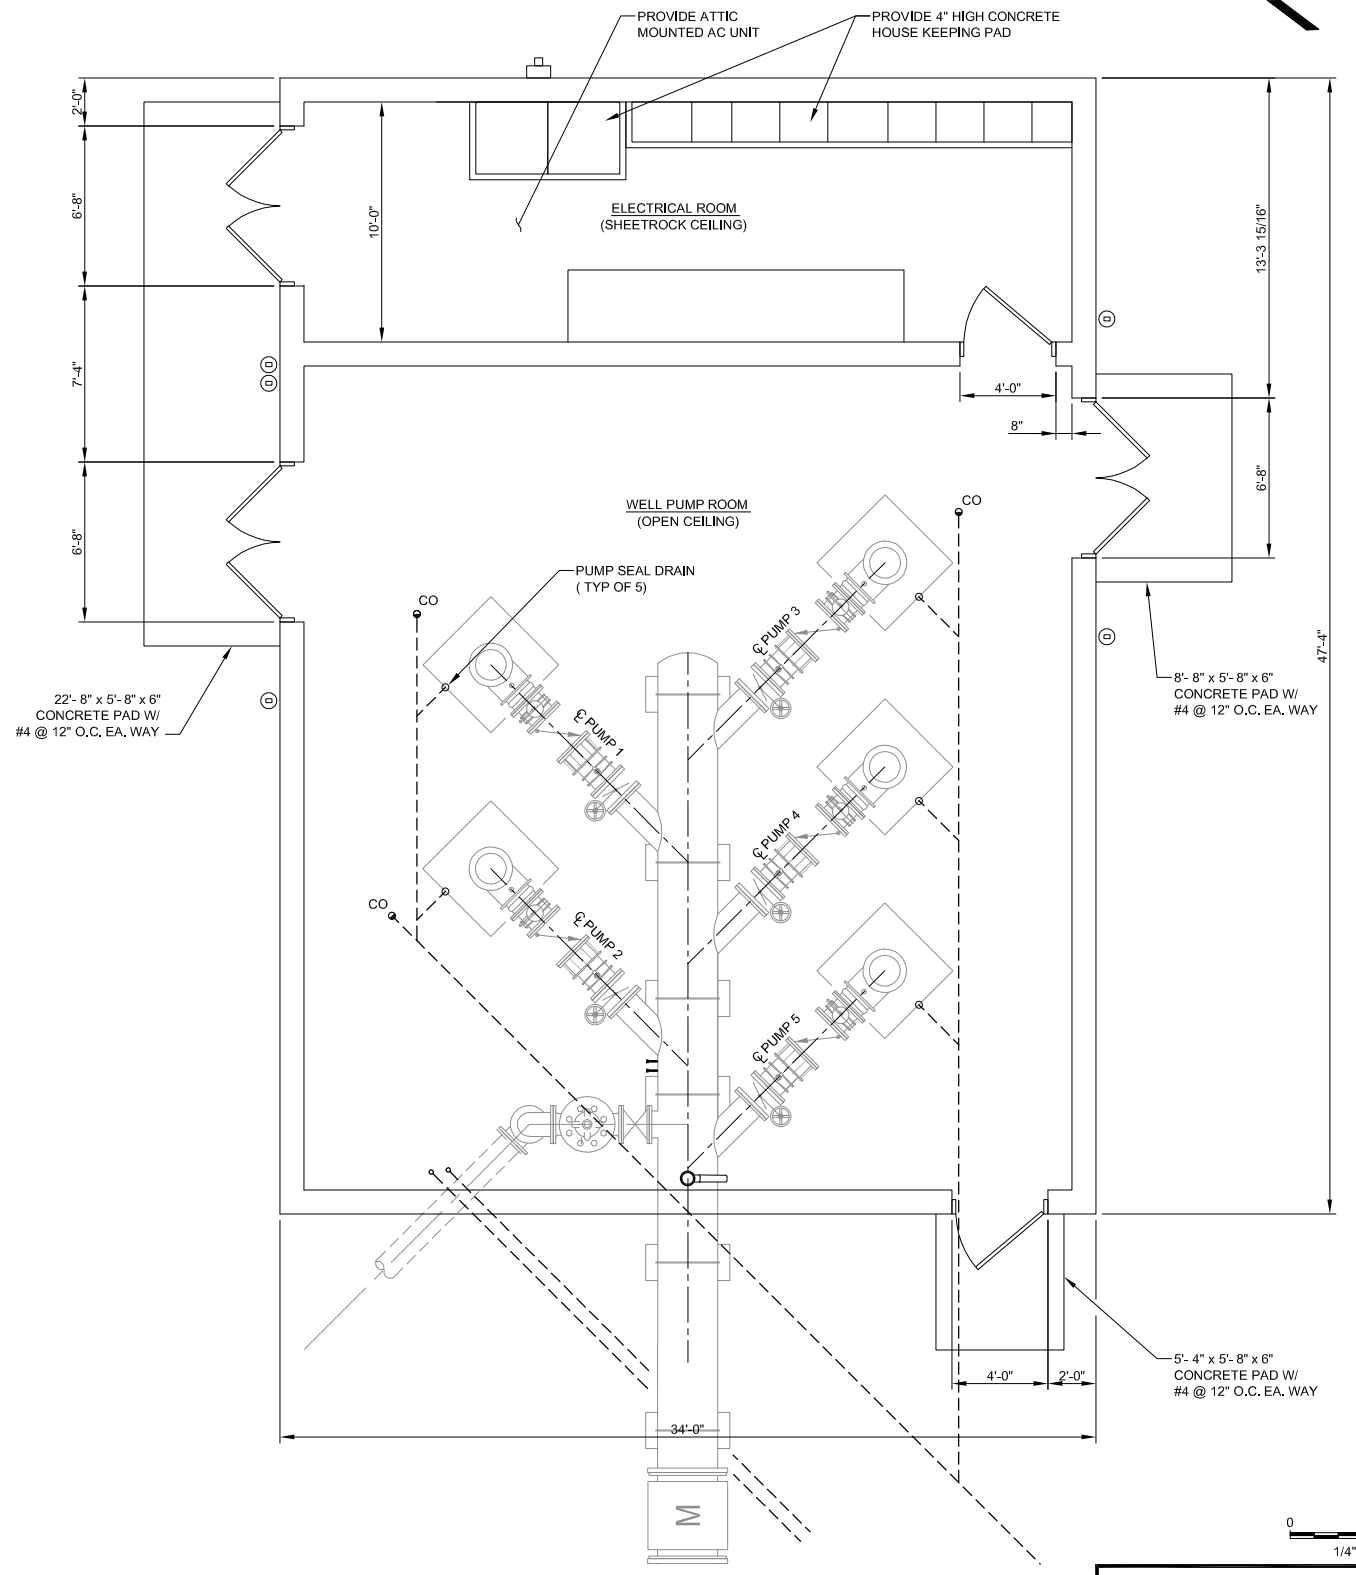 PROVIDE ATTIC
MOUNTED AC UNIT
PROVIDE 4" HIGH CONCRETE
HOUSE KEEPING PAD
2'-0"
6'-8"
7'-4"
6'-8"
10'-0"
ELECTRICAL ROOM
(SHEETROCK CEILING)
13'-3 15/16"
4'-0"
8"
6'-8"
47'-4"
WELL PUMP ROOM
(OPEN CEILING)
CO
PUMP SEAL DRAIN
( TYP OF 5)
CO
℄ PUMP 3
℄ PUMP 1
22'- 8" x 5'- 8" x 6"
CONCRETE PAD W/
#4 @ 12" O.C. EA. WAY
8'- 8" x 5'- 8" x 6"
CONCRETE PAD W/
#4 @ 12" O.C. EA. WAY
℄ PUMP 4
CO
℄ PUMP 2
℄ PUMP 5
5'- 4" x 5'- 8" x 6"
CONCRETE PAD W/
#4 @ 12" O.C. EA. WAY
4'-0"
2'-0"
34'-0"
M
0
1/4"